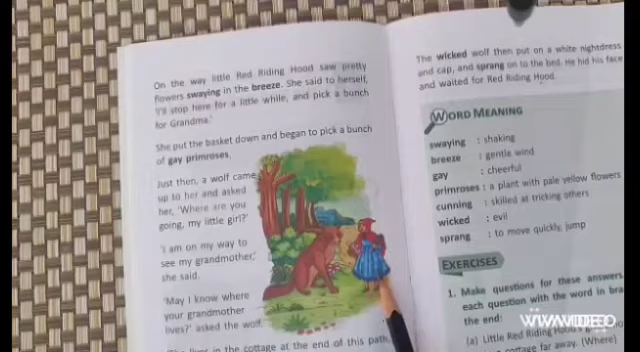 On the way little Red Riding Hood saw pretty
flowers swaying in the breeze. She said to herself,
'I'll stop here for a little while, and pick a bunch
for Grandma.'
She put the basket down and began to pick a bunch
of gay primroses.
Just then, a wolf came
up to her and asked
her, 'Where are you
going, my little girl?'
'I am on my way to
see my grandmother,'
she said.
'May I know where
your grandmother
lives?' asked the wolf.
lives in the cottage at the end of this path,
The wicked wolf then put on a white nightdress
and cap, and sprang on to the bed. He hid his face
and waited for Red Riding Hood.
WORD MEANING
swaying : shaking
breeze : gentle wind
gay : cheerful
primroses : a plant with pale yellow flowers
cunning : skilled at tricking others
wicked : evil
sprang : to move quickly, jump
EXERCISES
1. Make questions for these answers
each question with the word in bra
the end:
(a) Little Red Riding Hood's
cottage far away. (Where)